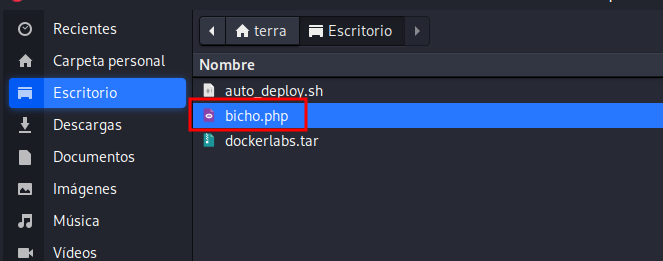 Recientes
Carpeta personal
Escritorio
Descargas
Documentos
Imágenes
Música
Vídeos
terra
Escritorio
Nombre
auto_deploy.sh
bicho.php
dockerlabs.tar